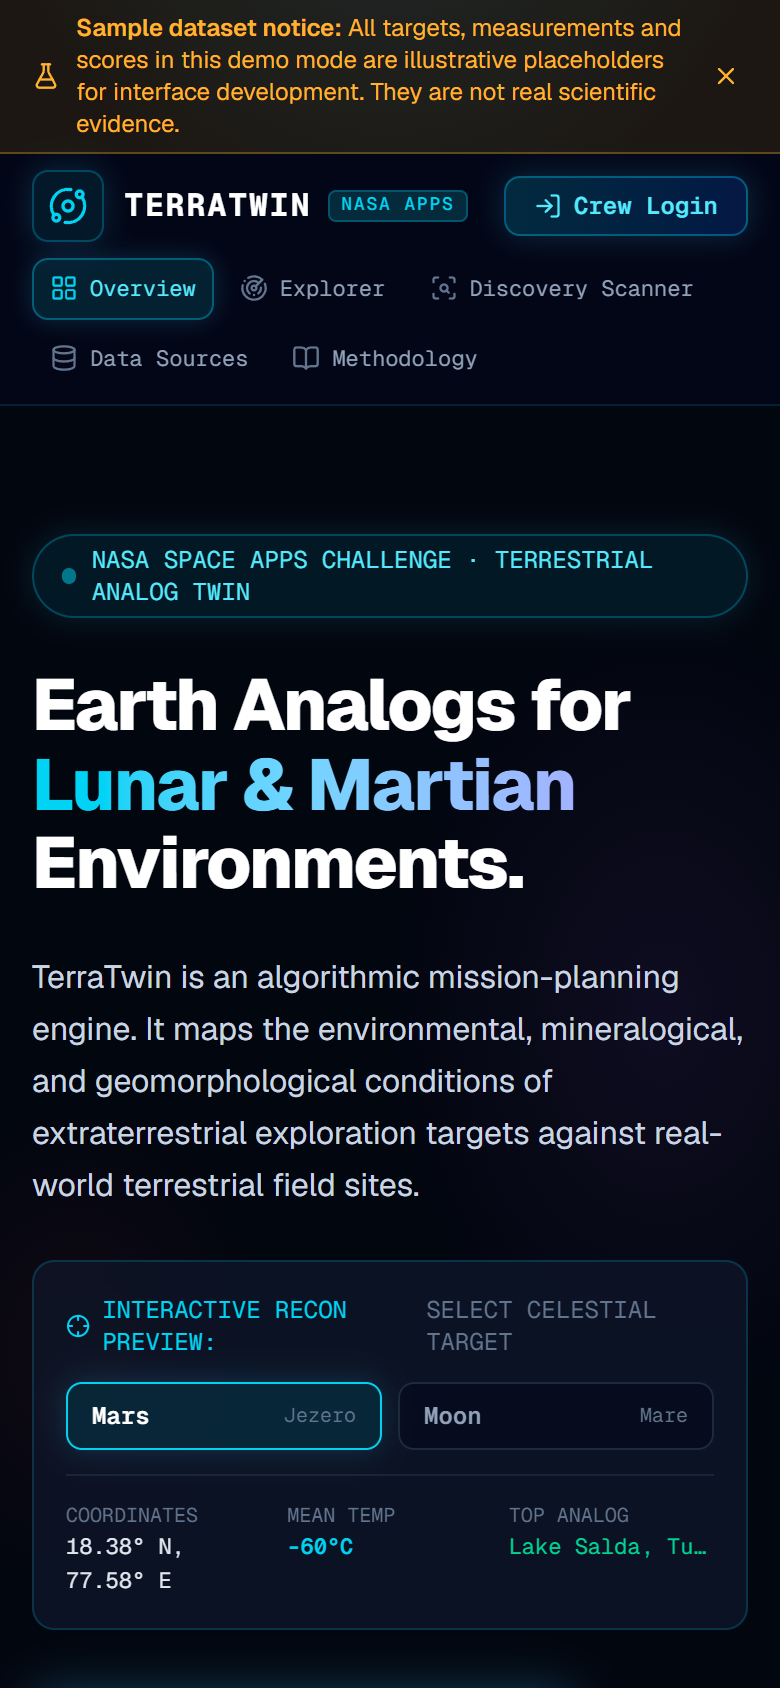 Sample dataset notice: All targets, measurements and
scores in this demo mode are illustrative placeholders
for interface development. They are not real scientific
evidence.
TERRATWIN
NASA APPS
Crew Login
Overview
Explorer
Discovery Scanner
Data Sources
Methodology
NASA SPACE APPS CHALLENGE · TERRESTRIAL
ANALOG TWIN
Earth Analogs for
Lunar & Martian
Environments.
TerraTwin is an algorithmic mission-planning
engine. It maps the environmental, mineralogical,
and geomorphological conditions of
extraterrestrial exploration targets against real-
world terrestrial field sites.
INTERACTIVE RECON
PREVIEW:
SELECT CELESTIAL
TARGET
Mars
Jezero
Moon
Mare
COORDINATES
18.38° N,
77.58° E
MEAN TEMP
-60°C
TOP ANALOG
Lake Salda, Tu…